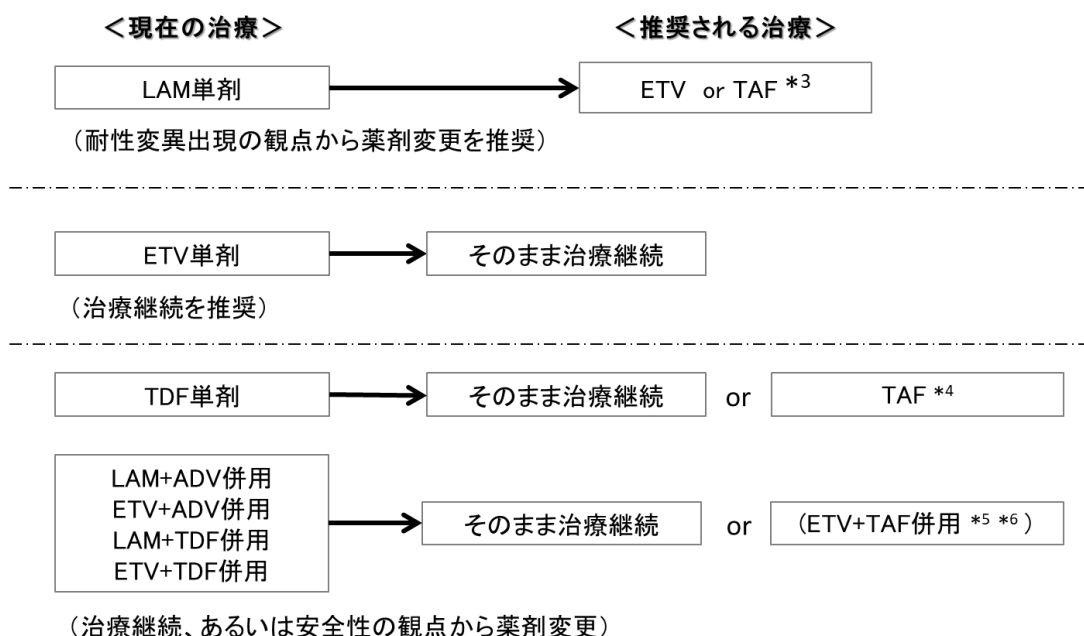 ＜現在の治療＞ ＜推奨される治療＞
LAM単剤 ETV or TAF *3
（耐性変異出現の観点から薬剤変更を推奨）
ETV単剤 そのまま治療継続
（治療継続を推奨）
TDF単剤 そのまま治療継続 or TAF *4
LAM+ADV併用
ETV+ADV併用
LAM+TDF併用
ETV+TDF併用
そのまま治療継続 or （ETV+TAF併用 *5 *6）
（治療継続、あるいは安全性の観点から薬剤変更）